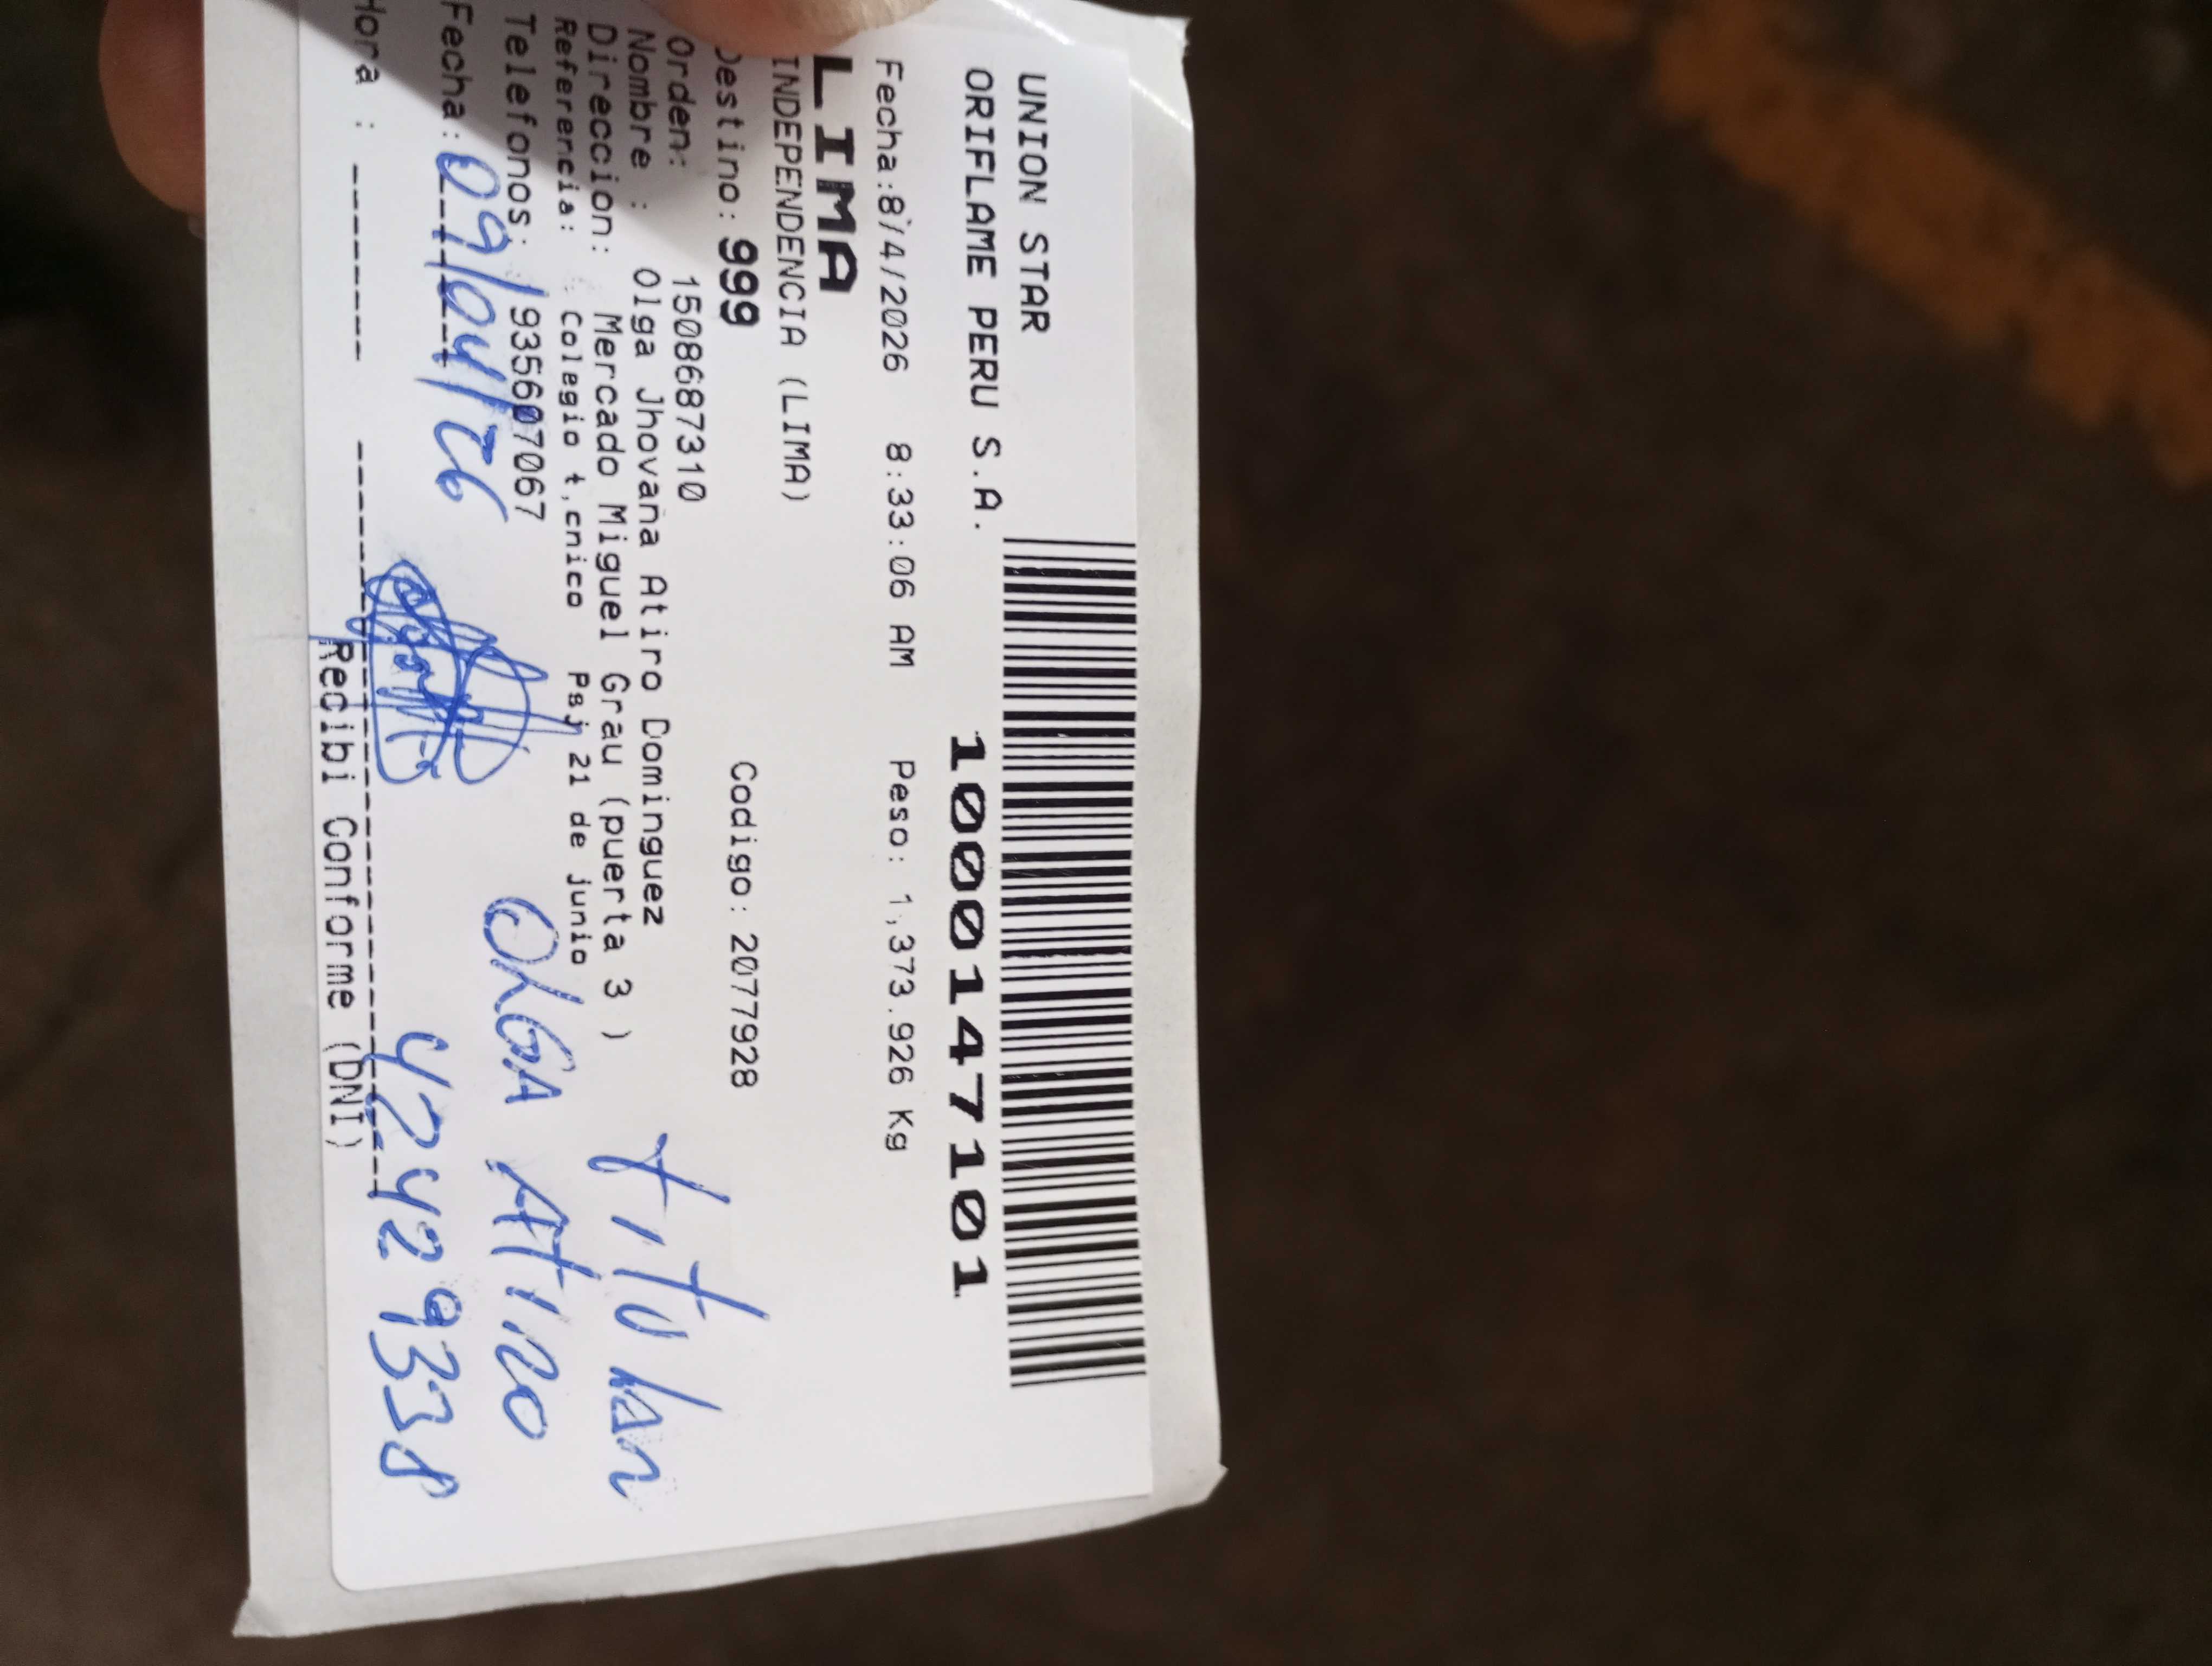 UNION STAR
ORIFLAME PERU S.A.
1000147101
Fecha:8/4/2026 8:33:06 AM Peso: 1,373.926 Kg
LIMA
INDEPENDENCIA (LIMA)
Destino: 999 Codigo: 2077928
Orden: 1508687310
Nombre : Olga Jhovana Atiro Dominguez
Direccion: Mercado Miguel Grau (puerta 3 )
Referencia: Colegio t,cnico Psj 21 de junio
Telefonos: 935607067
titular
OLGA Atiro
Fecha: 09/04/26
42429338
Hora :
Recibi Conforme (DNI)